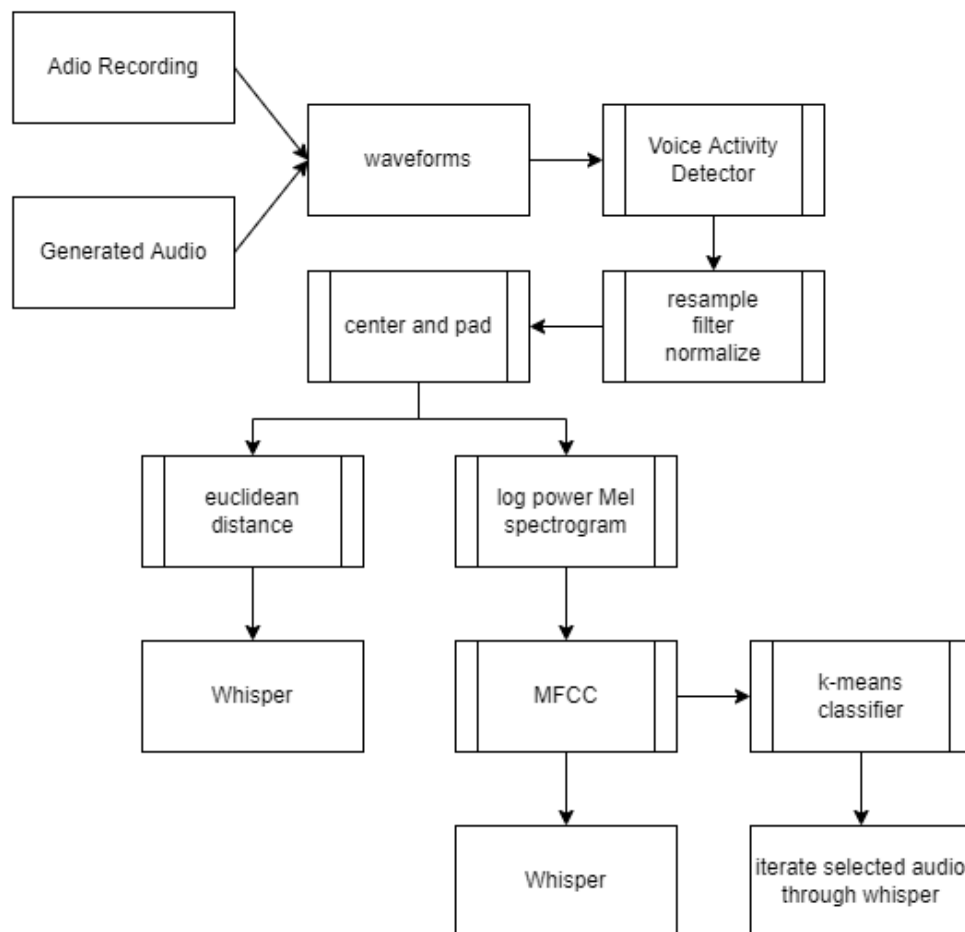 Adio Recording
waveforms
Voice Activity
Detector
Generated Audio
center and pad
resample
filter
normalize
euclidean
distance
log power Mel
spectrogram
Whisper
MFCC
k-means
classifier
Whisper
iterate selected audio
through whisper